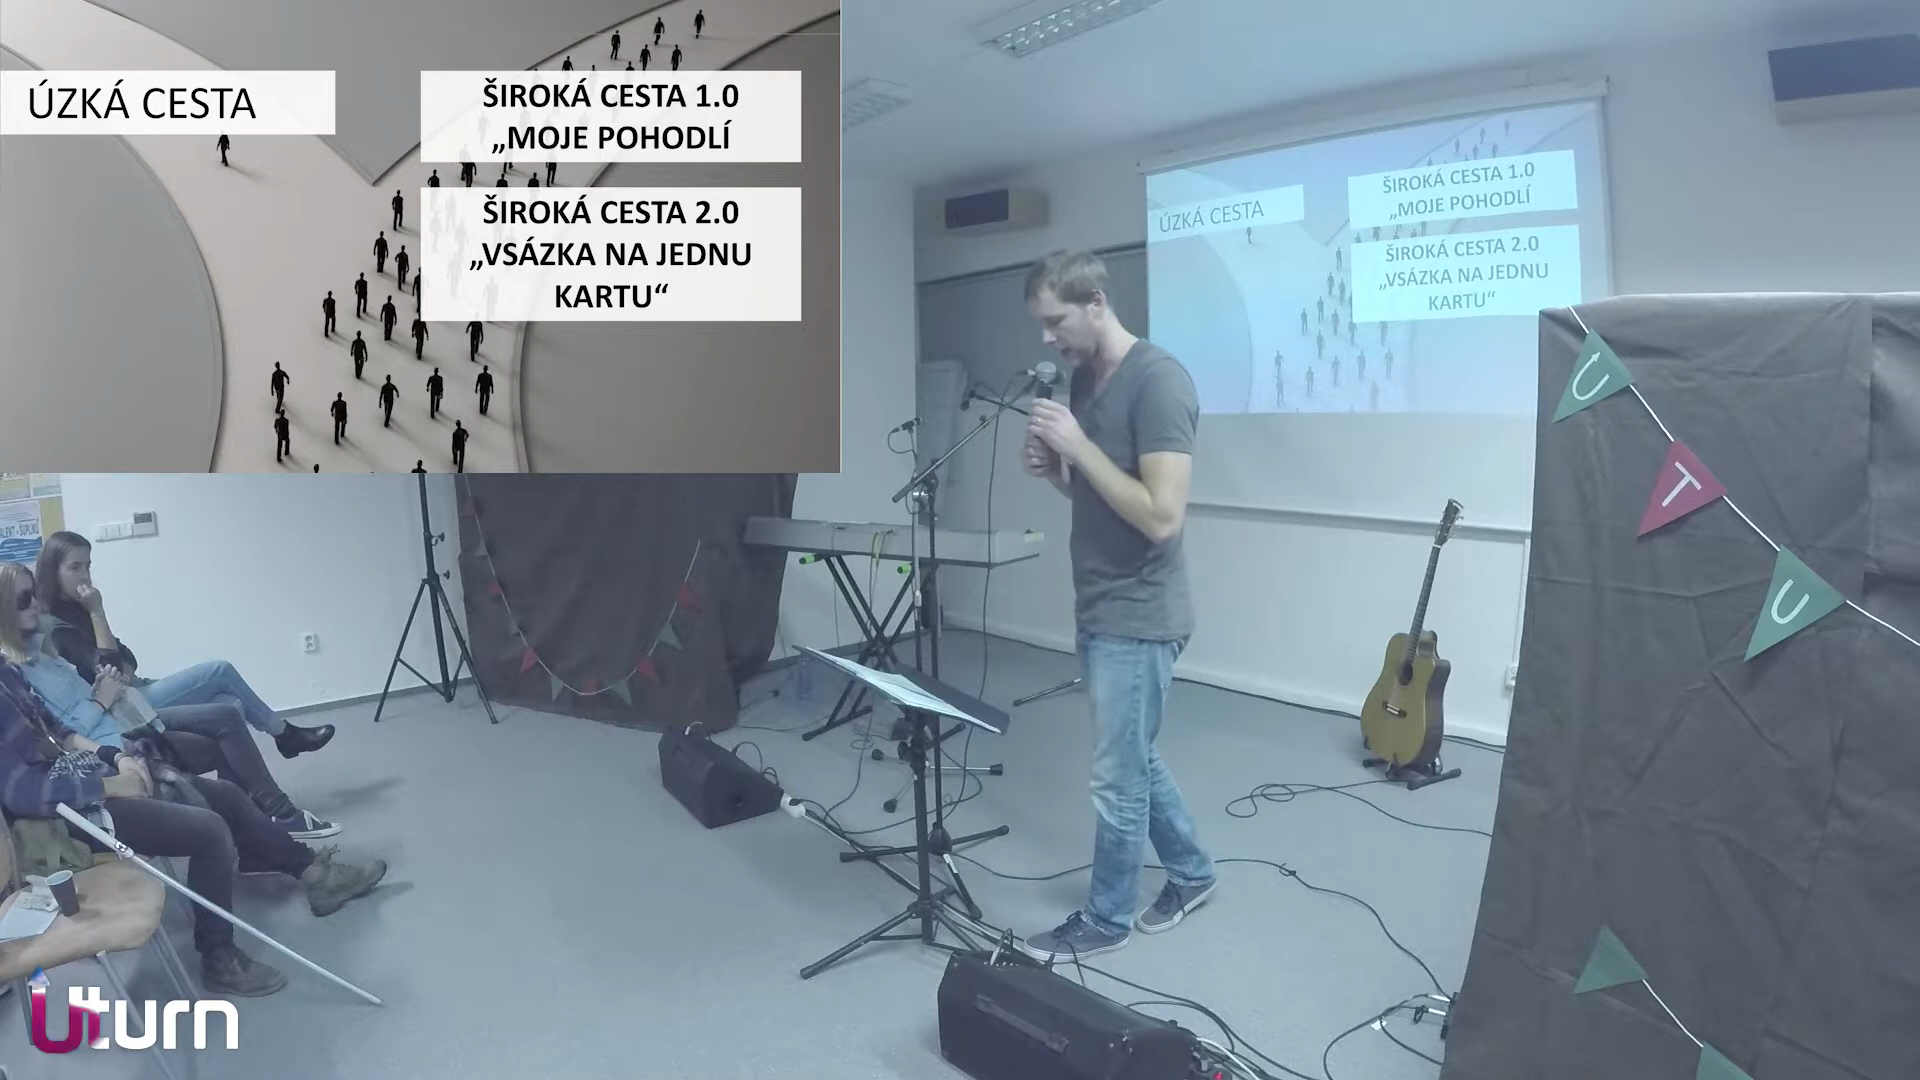 ÚZKÁ CESTA
ŠIROKÁ CESTA 1.0
„MOJE POHODLÍ
ŠIROKÁ CESTA 2.0
„VSÁZKA NA JEDNU
KARTU“
ÚZKÁ CESTA
ŠIROKÁ CESTA 1.0
„MOJE POHODLÍ
ŠIROKÁ CESTA 2.0
„VSÁZKA NA JEDNU
KARTU“
U
T
U
Uturn